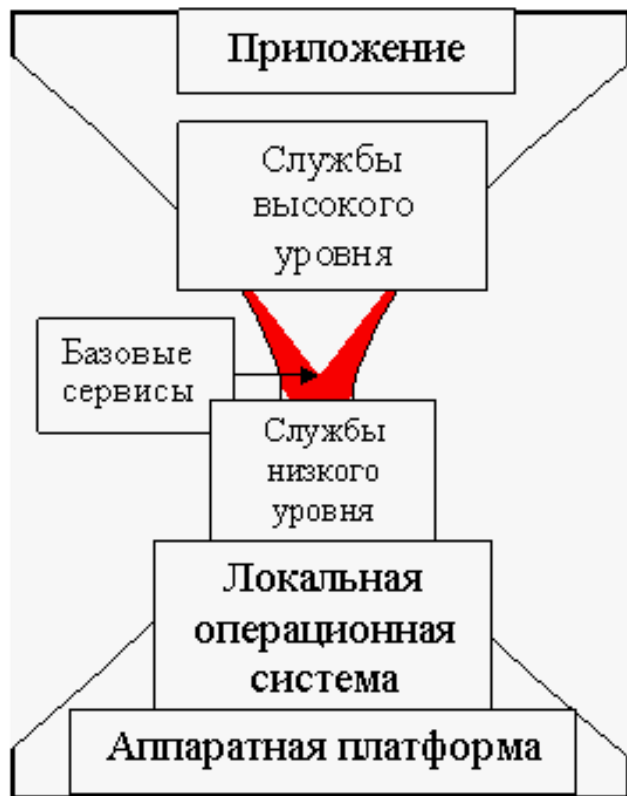 Приложение
Службы
высокого
уровня
Базовые
сервисы
Службы
низкого
уровня
Локальная
операционная
система
Аппаратная платформа